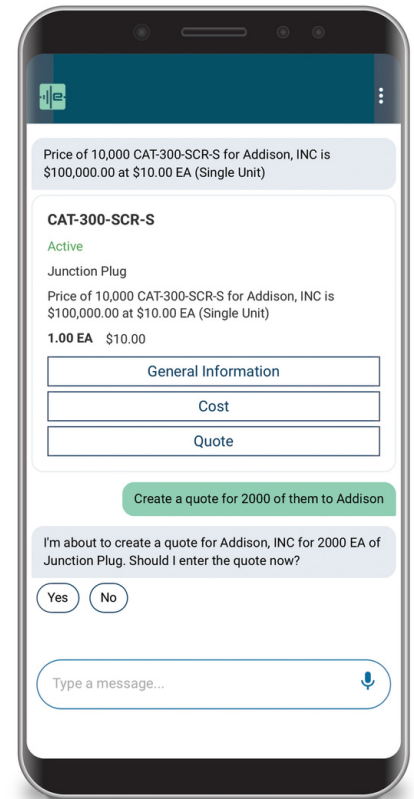 Price of 10,000 CAT-300-SCR-S for Addison, INC is
$100,000.00 at $10.00 EA (Single Unit)
CAT-300-SCR-S
Active
Junction Plug
Price of 10,000 CAT-300-SCR-S for Addison, INC is
$100,000.00 at $10.00 EA (Single Unit)
1.00 EA $10.00
General Information
Cost
Quote
Create a quote for 2000 of them to Addison
I'm about to create a quote for Addison, INC for 2000 EA of
Junction Plug. Should I enter the quote now?
Yes No
Type a message...